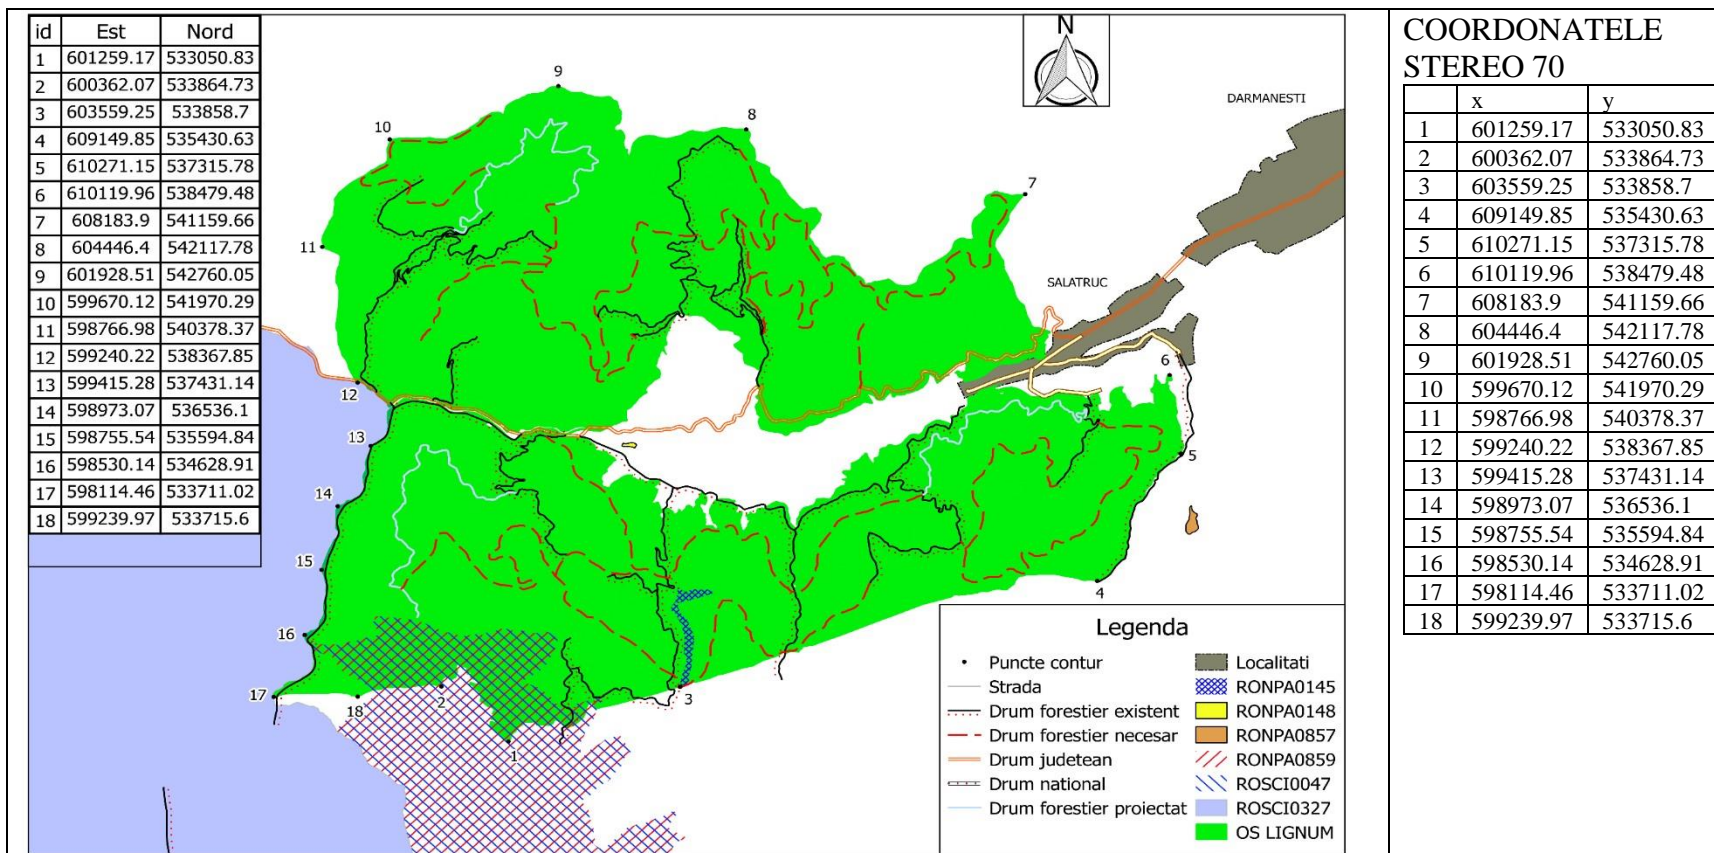 id Est Nord
1 601259.17 533050.83
2 600362.07 533864.73
3 603559.25 533858.7
4 609149.85 535430.63
5 610271.15 537315.78
6 610119.96 538479.48
7 608183.9 541159.66
8 604446.4 542117.78
9 601928.51 542760.05
10 599670.12 541970.29
11 598766.98 540378.37
12 599240.22 538367.85
13 599415.28 537431.14
14 598973.07 536536.1
15 598755.54 535594.84
16 598530.14 534628.91
17 598114.46 533711.02
18 599239.97 533715.6
N
9
8
10
DARMANESTI
7
11
SALATRUC
6
12
13
5
14
15
4
16
17
18
2
3
1
Legenda
Puncte contur
Strada
Drum forestier existent
Drum forestier necesar
Drum judetean
Drum national
Drum forestier proiectat
Localitati
RONPA0145
RONPA0148
RONPA0857
RONPA0859
ROSCI0047
ROSCI0327
OS LIGNUM
COORDONATELE
STEREO 70
x y
1 601259.17 533050.83
2 600362.07 533864.73
3 603559.25 533858.7
4 609149.85 535430.63
5 610271.15 537315.78
6 610119.96 538479.48
7 608183.9 541159.66
8 604446.4 542117.78
9 601928.51 542760.05
10 599670.12 541970.29
11 598766.98 540378.37
12 599240.22 538367.85
13 599415.28 537431.14
14 598973.07 536536.1
15 598755.54 535594.84
16 598530.14 534628.91
17 598114.46 533711.02
18 599239.97 533715.6